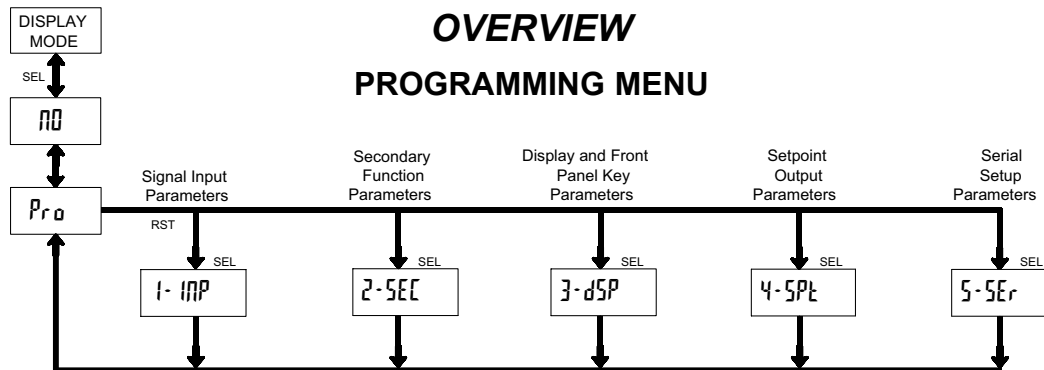 DISPLAY
MODE
OVERVIEW
PROGRAMMING MENU
SEL
NO
Pro
Signal Input
Parameters
Secondary
Function
Parameters
Display and Front
Panel Key
Parameters
Setpoint
Output
Parameters
Serial
Setup
Parameters
RST
SEL
SEL
SEL
SEL
SEL
1-INP
2-SEC
3-dSP
4-SPt
5-SEr